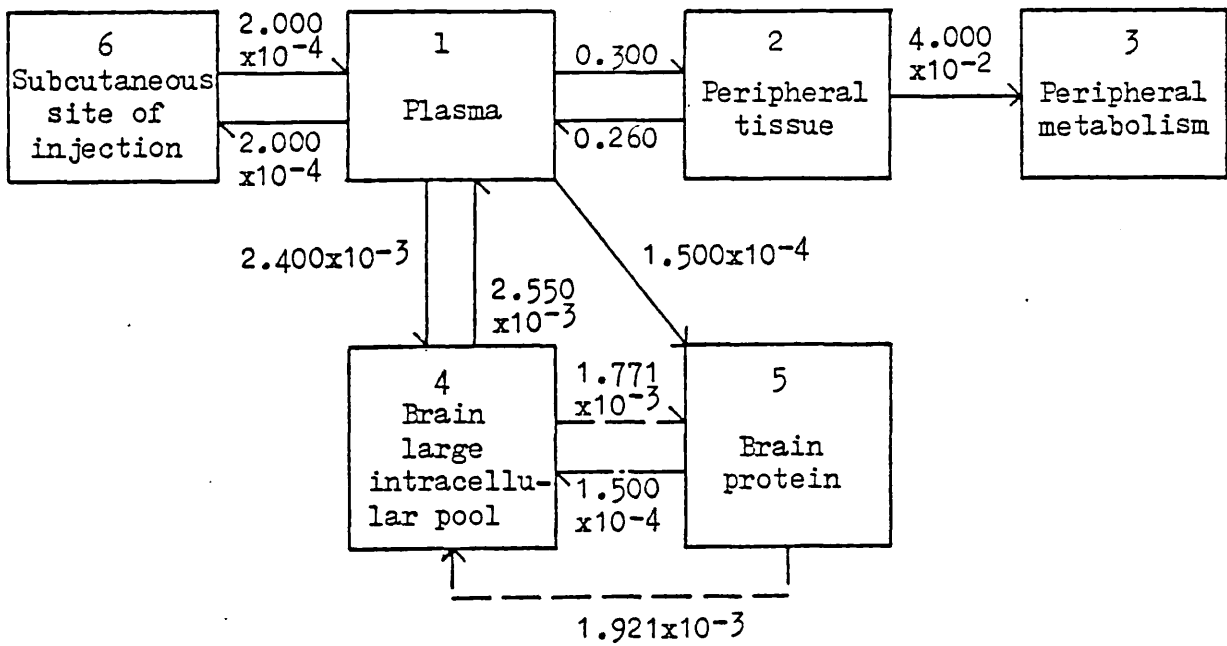 6
Subcutaneous
site of
injection
2.000
x10-4
2.000
x10-4
1
Plasma
0.300
0.260
2
Peripheral
tissue
4.000
x10-2
3
Peripheral
metabolism
2.400x10-3
2.550
x10-3
1.500x10-4
4
Brain
large
intracellu-
lar pool
1.771
x10-3
1.500
x10-4
5
Brain
protein
1.921x10-3